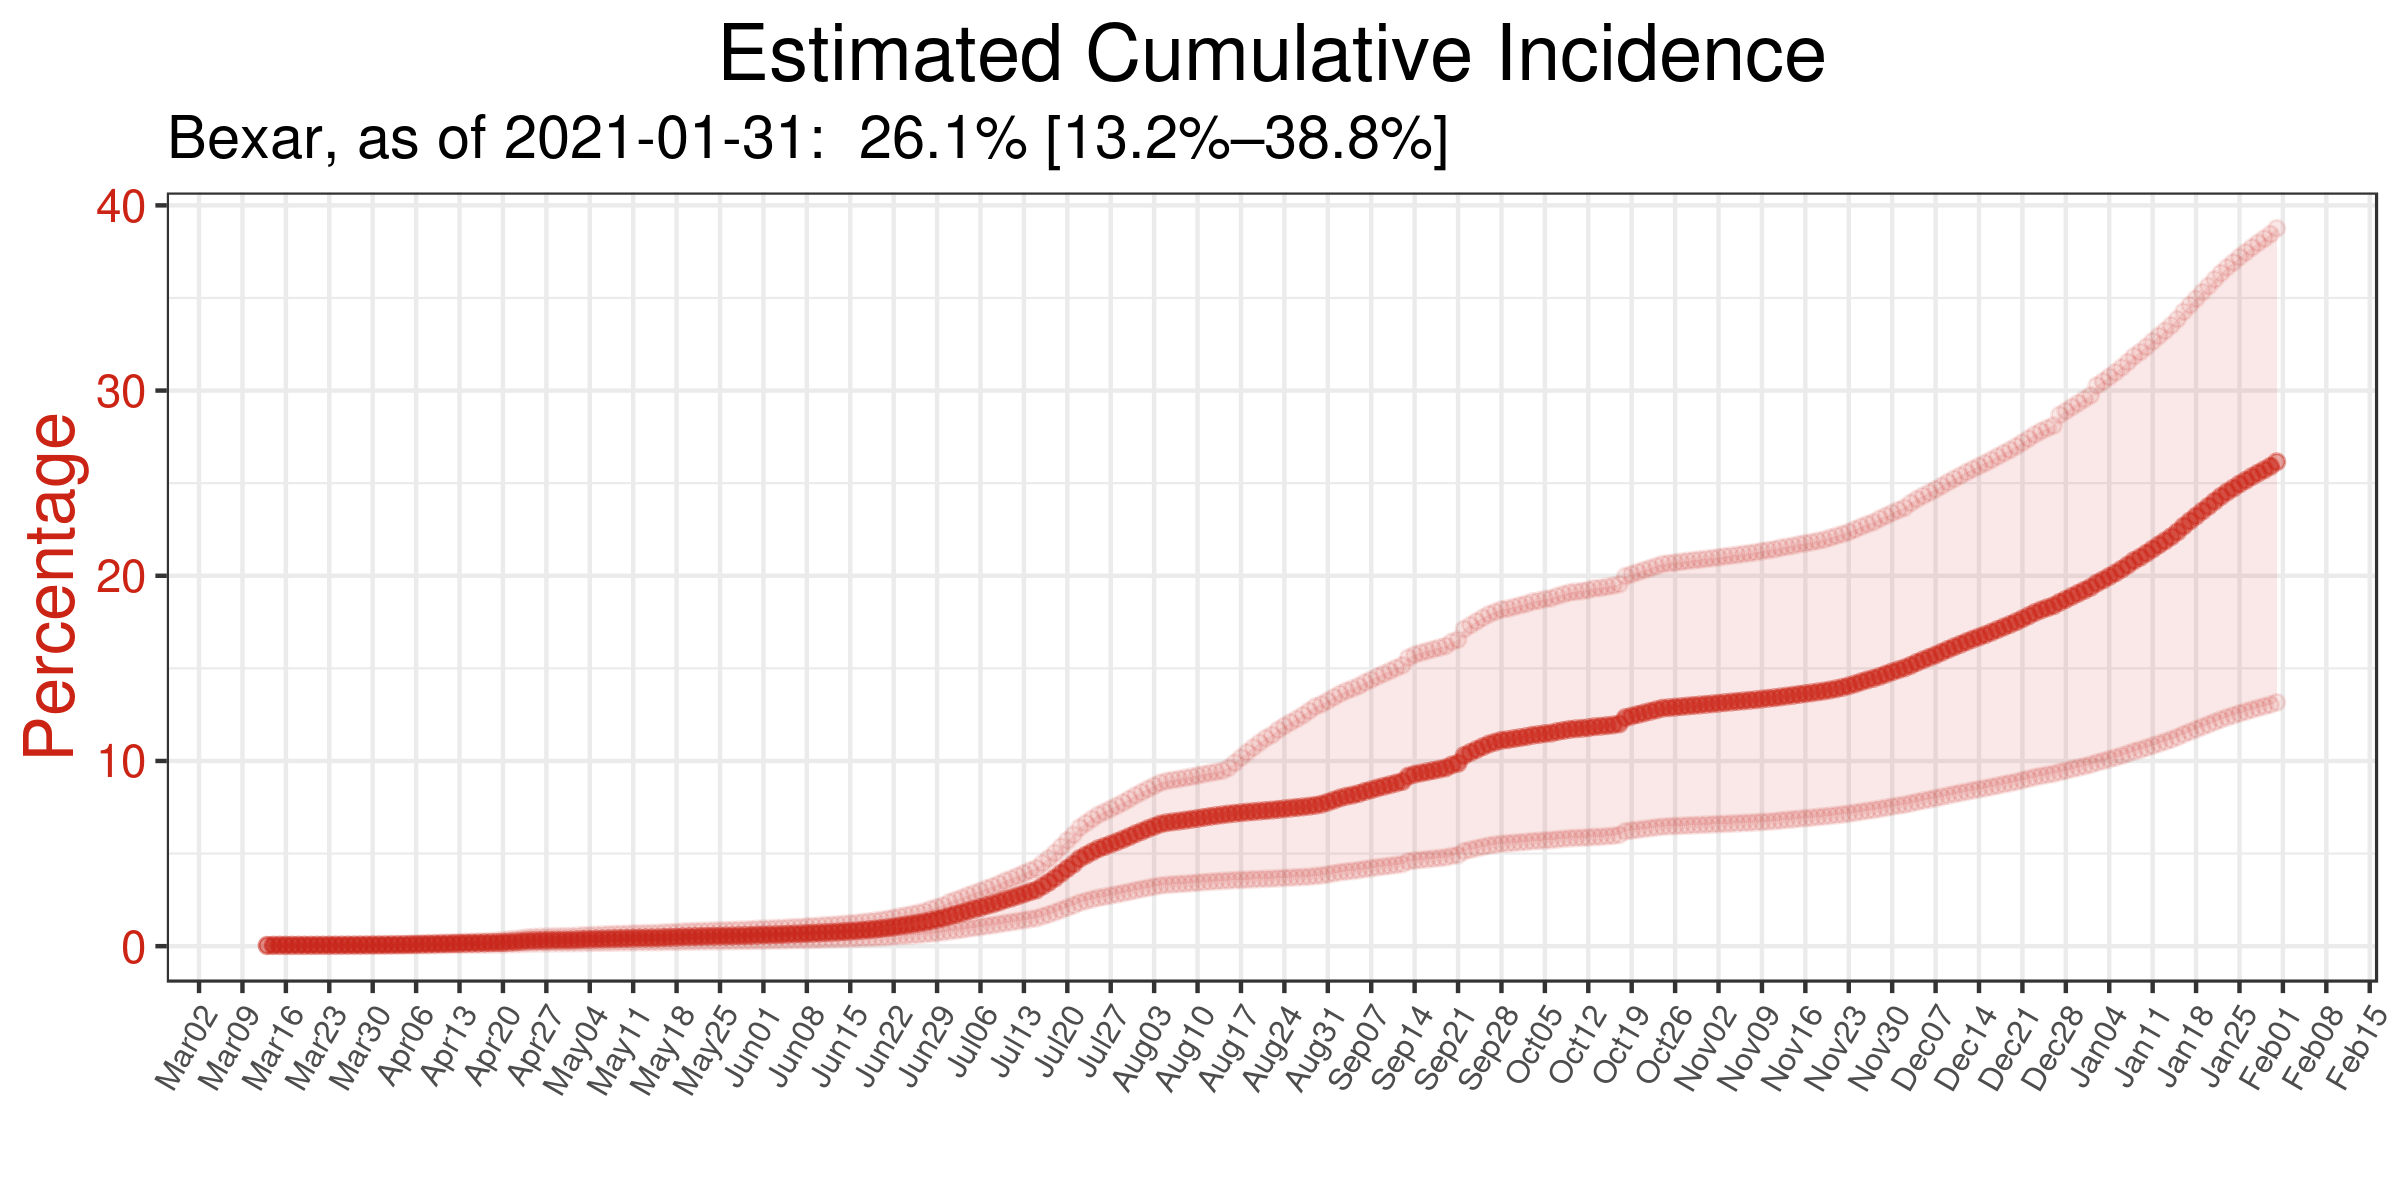 Estimated Cumulative Incidence
Bexar, as of 2021-01-31:  26.1% [13.2%–38.8%]
Percentage
40
30
20
10
0
Mar02
Mar09
Mar16
Mar23
Mar30
Apr06
Apr13
Apr20
Apr27
May04
May11
May18
May25
Jun01
Jun08
Jun15
Jun22
Jun29
Jul06
Jul13
Jul20
Jul27
Aug03
Aug10
Aug17
Aug24
Aug31
Sep07
Sep14
Sep21
Sep28
Oct05
Oct12
Oct19
Oct26
Nov02
Nov09
Nov16
Nov23
Nov30
Dec07
Dec14
Dec21
Dec28
Jan04
Jan11
Jan18
Jan25
Feb01
Feb08
Feb15